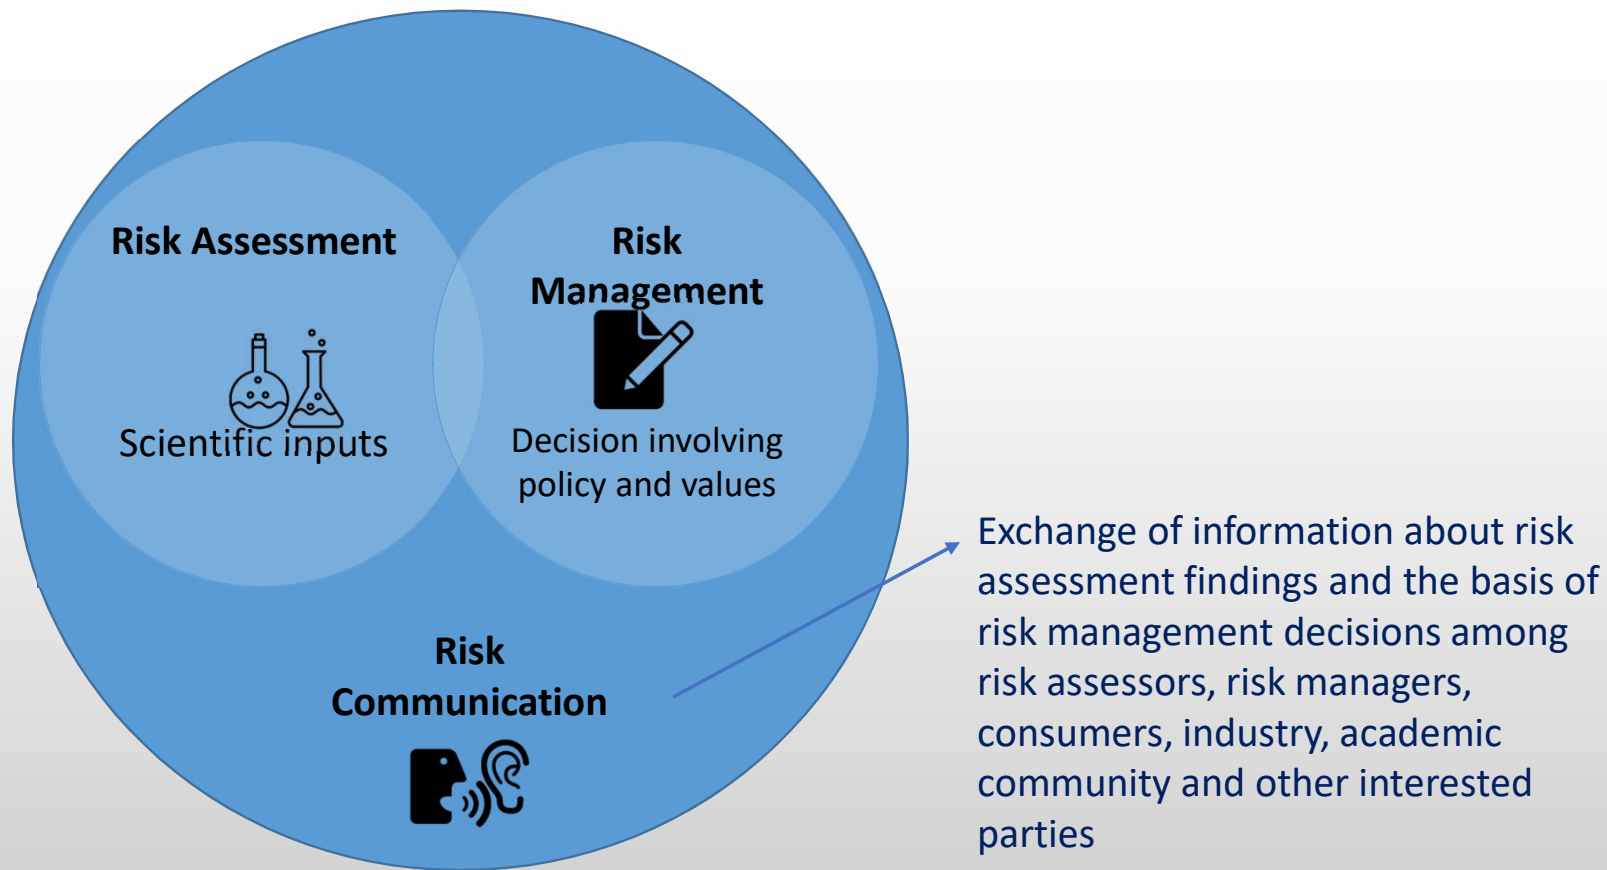 Risk Assessment
Scientific inputs
Risk
Management
Decision involving
policy and values
Risk
Communication
Exchange of information about risk
assessment findings and the basis of
risk management decisions among
risk assessors, risk managers,
consumers, industry, academic
community and other interested
parties